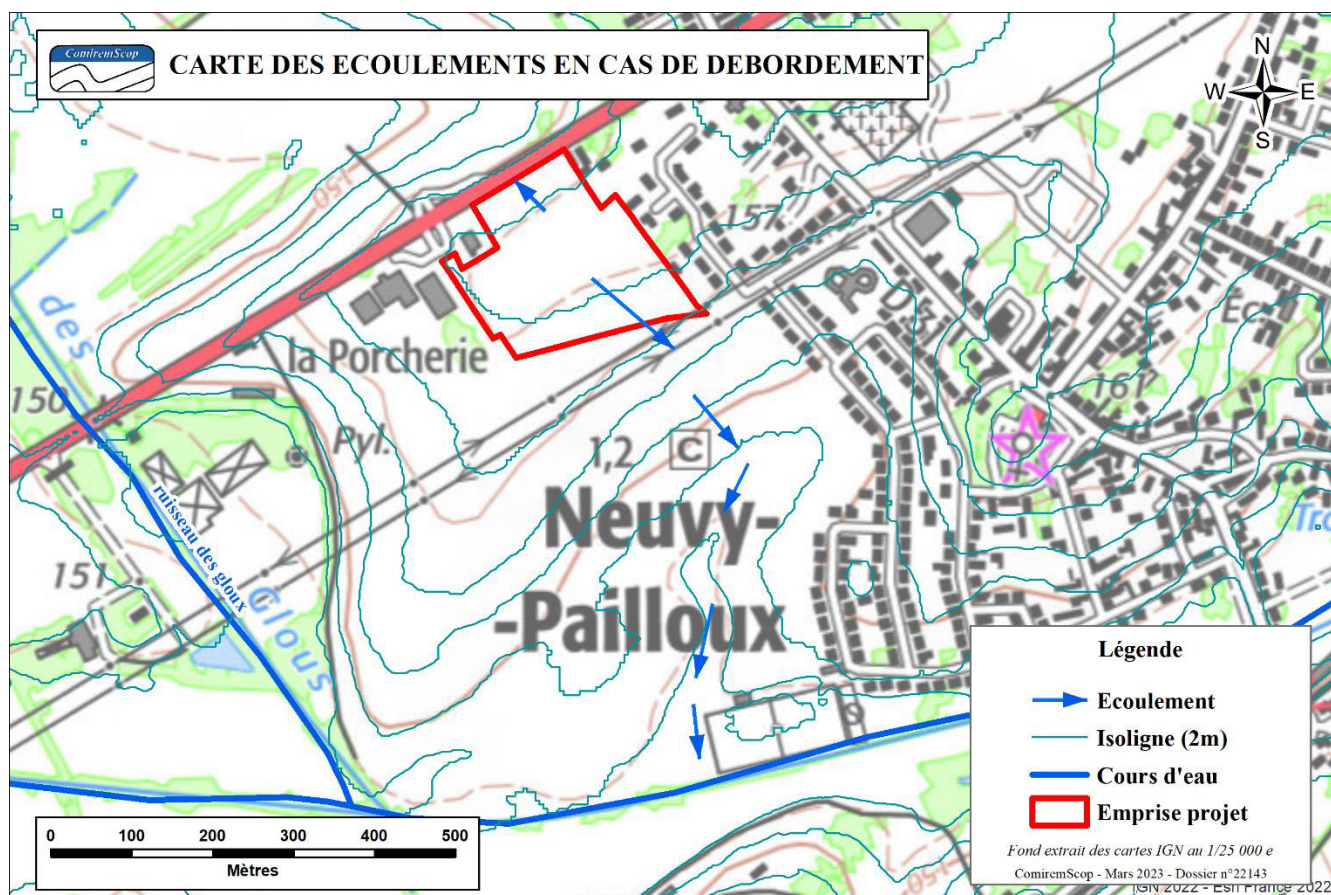 ComiremScop
CARTE DES ECOULEMENTS EN CAS DE DEBORDEMENT
N
W E
S
150
157
des
la Porcherie
150
Pyl.
1,2 C
161
Neuvy-
-Pailloux
ruisseau des gloux
151
Glous
Légende
Ecoulement
Isoligne (2m)
Cours d'eau
Emprise projet
Fond extrait des cartes IGN au 1/25 000 e
ComiremScop - Mars 2023 - Dossier n°22143
IGN 2022 - Esri France 2022
0 100 200 300 400 500
Mètres
150